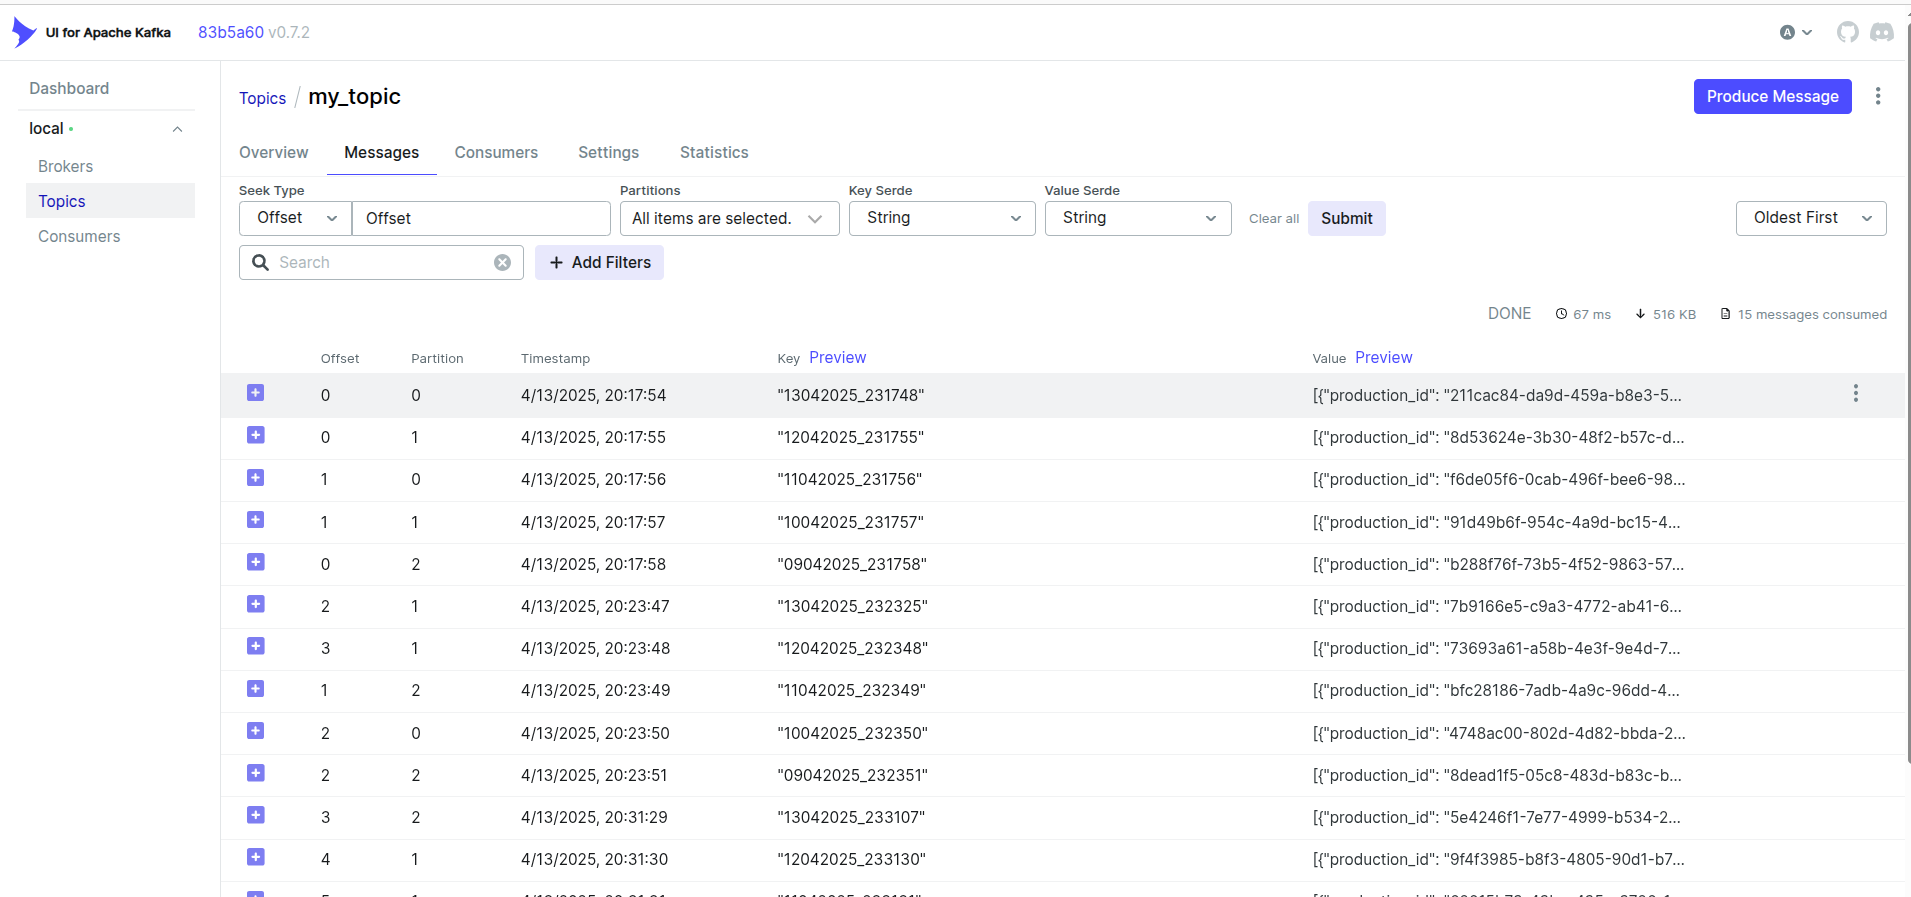 UI for Apache Kafka 83b5a60 v0.7.2 A
Dashboard
local
Brokers
Topics
Consumers
Topics / my_topic
Produce Message
Overview Messages Consumers Settings Statistics
Seek Type Partitions Key Serde Value Serde
Offset Offset All items are selected. String String Clear all Submit Oldest First
Search Add Filters
DONE 67 ms 516 KB 15 messages consumed
Offset Partition Timestamp Key Preview Value Preview
0 0 4/13/2025, 20:17:54 "13042025_231748" [{"production_id": "211cac84-da9d-459a-b8e3-5...
0 1 4/13/2025, 20:17:55 "12042025_231755" [{"production_id": "8d53624e-3b30-48f2-b57c-d...
1 0 4/13/2025, 20:17:56 "11042025_231756" [{"production_id": "f6de05f6-0cab-496f-bee6-98...
1 1 4/13/2025, 20:17:57 "10042025_231757" [{"production_id": "91d49b6f-954c-4a9d-bc15-4...
0 2 4/13/2025, 20:17:58 "09042025_231758" [{"production_id": "b288f76f-73b5-4f52-9863-57...
2 1 4/13/2025, 20:23:47 "13042025_232325" [{"production_id": "7b9166e5-c9a3-4772-ab41-6...
3 1 4/13/2025, 20:23:48 "12042025_232348" [{"production_id": "73693a61-a58b-4e3f-9e4d-7...
1 2 4/13/2025, 20:23:49 "11042025_232349" [{"production_id": "bfc28186-7adb-4a9c-96dd-4...
2 0 4/13/2025, 20:23:50 "10042025_232350" [{"production_id": "4748ac00-802d-4d82-bbda-2...
2 2 4/13/2025, 20:23:51 "09042025_232351" [{"production_id": "8dead1f5-05c8-483d-b83c-b...
3 2 4/13/2025, 20:31:29 "13042025_233107" [{"production_id": "5e4246f1-7e77-4999-b534-2...
4 1 4/13/2025, 20:31:30 "12042025_233130" [{"production_id": "9f4f3985-b8f3-4805-90d1-b7...